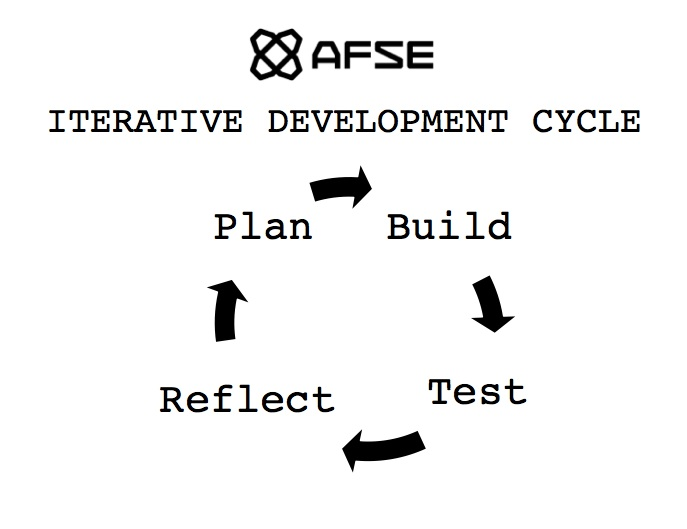 AFSE
ITERATIVE DEVELOPMENT CYCLE
Plan Build
Reflect Test